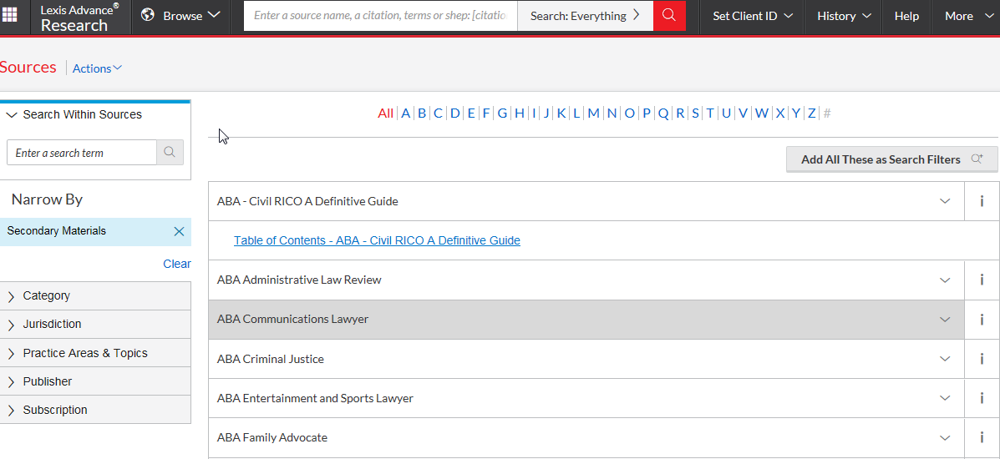 Lexis Advance®
Research
Browse
Enter a source name, a citation, terms or shep: [citatio
Search: Everything
Set Client ID
History
Help
More
Sources
Actions
Search Within Sources
Enter a search term
Narrow By
Secondary Materials
Clear
Category
Jurisdiction
Practice Areas & Topics
Publisher
Subscription
All A B C D E F G H I J K L M N O P Q R S T U V W X Y Z #
Add All These as Search Filters
ABA - Civil RICO A Definitive Guide
i
Table of Contents - ABA - Civil RICO A Definitive Guide
ABA Administrative Law Review
i
ABA Communications Lawyer
i
ABA Criminal Justice
i
ABA Entertainment and Sports Lawyer
i
ABA Family Advocate
i